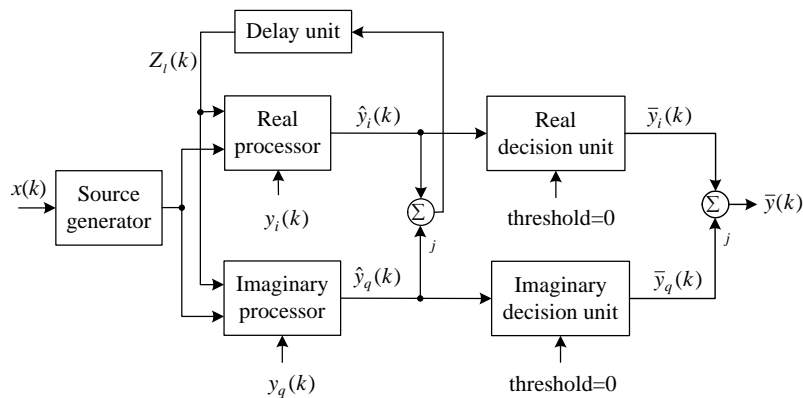 Delay unit
Z_l(k)
Real
processor
ŷ_i(k)
Real
decision unit
ȳ_i(k)
x(k)
Source
generator
y_i(k)
Σ
j
threshold=0
Σ
j
ȳ(k)
Imaginary
processor
ŷ_q(k)
Imaginary
decision unit
ȳ_q(k)
y_q(k)
threshold=0